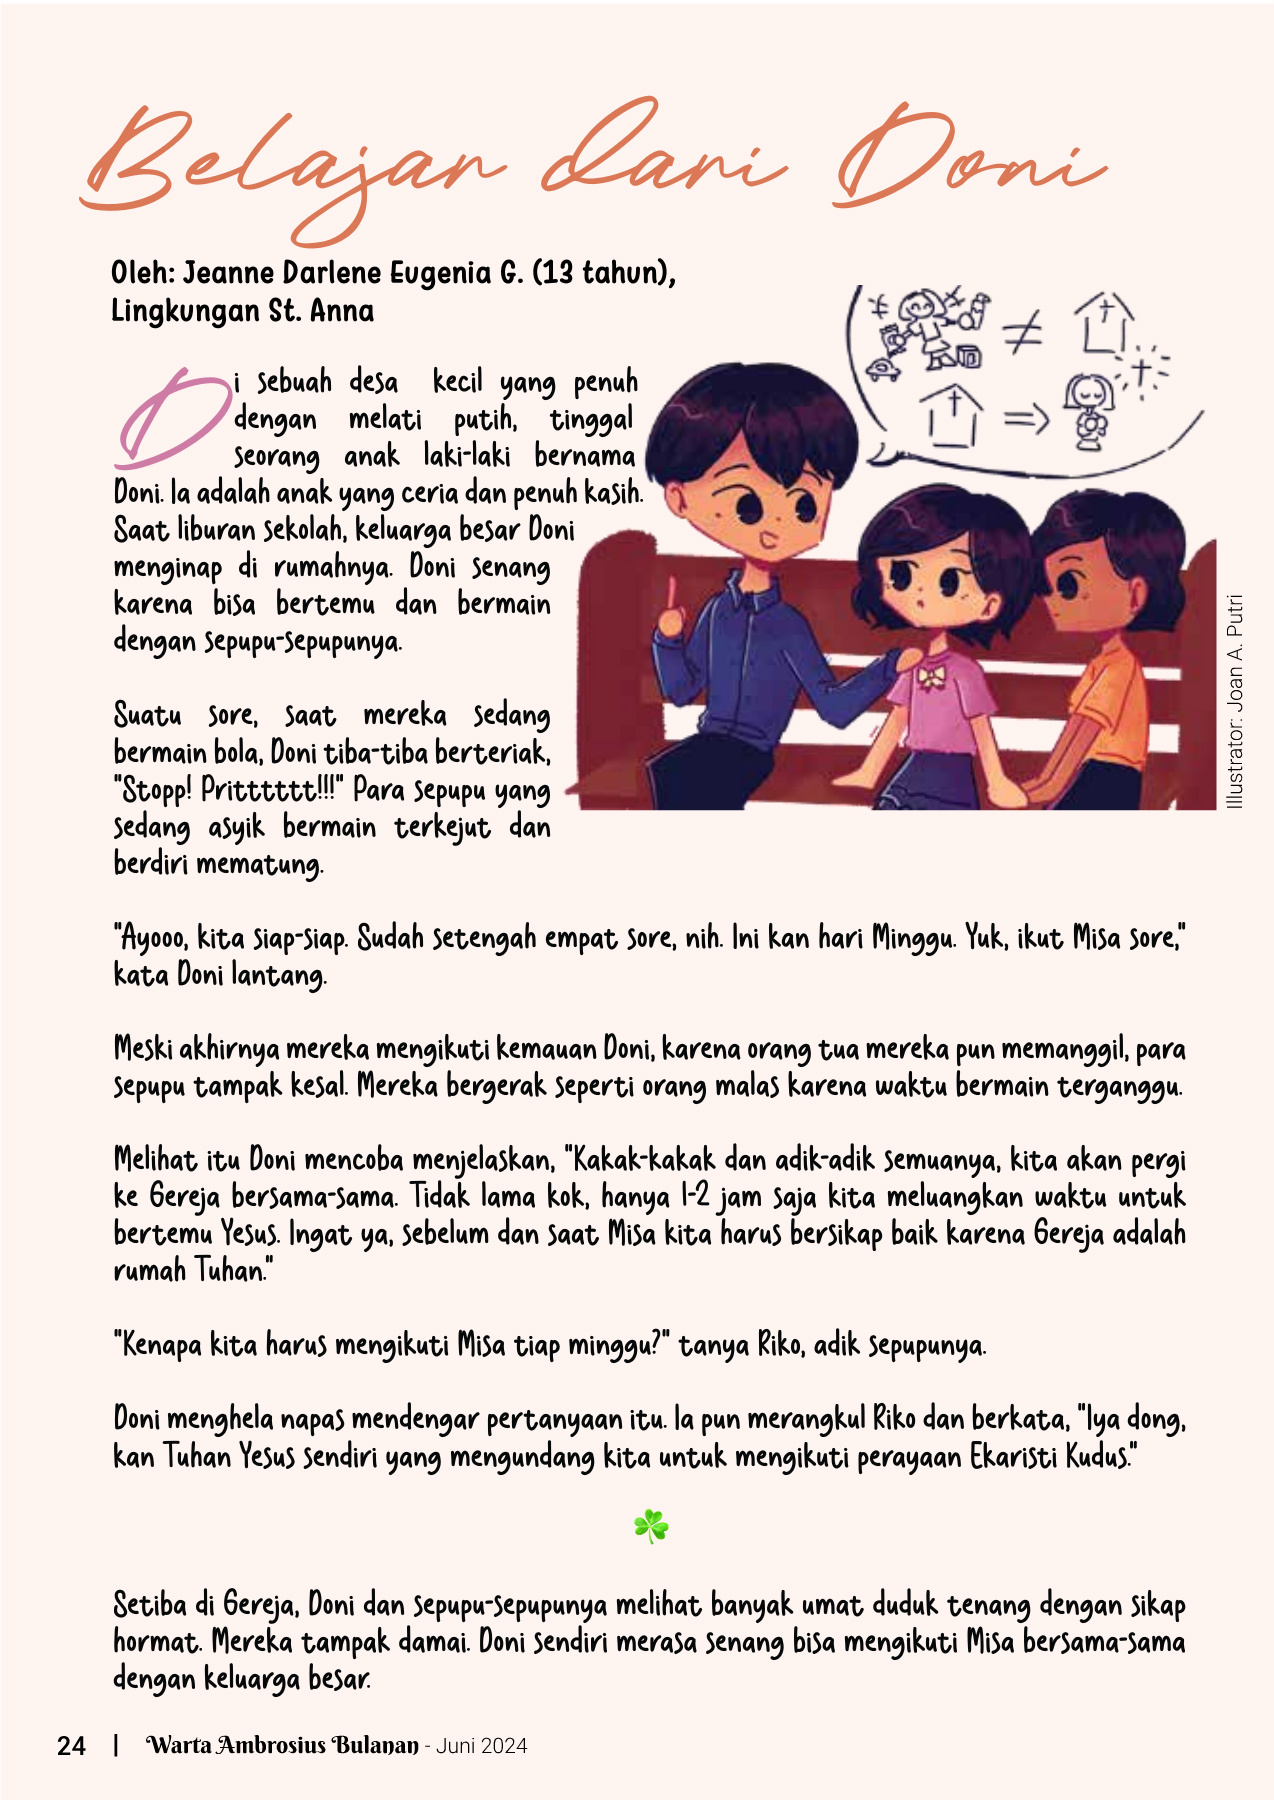 Belajar dari Doni
Oleh: Jeanne Darlene Eugenia G. (13 tahun),
Lingkungan St. Anna
Di sebuah desa kecil yang penuh
dengan melati putih, tinggal
seorang anak laki-laki bernama
Doni. Ia adalah anak yang ceria dan penuh kasih.
Saat liburan sekolah, keluarga besar Doni
menginap di rumahnya. Doni senang
karena bisa bertemu dan bermain
dengan sepupu-sepupunya.
Suatu sore, saat mereka sedang
bermain bola, Doni tiba-tiba berteriak,
"Stopp! Pritttttt!!!" Para sepupu yang
sedang asyik bermain terkejut dan
berdiri mematung.
Illustrator: Joan A. Putri
"Ayooo, kita siap-siap. Sudah setengah empat sore, nih. Ini kan hari Minggu. Yuk, ikut Misa sore,"
kata Doni lantang.
Meski akhirnya mereka mengikuti kemauan Doni, karena orang tua mereka pun memanggil, para
sepupu tampak kesal. Mereka bergerak seperti orang malas karena waktu bermain terganggu.
Melihat itu Doni mencoba menjelaskan, "Kakak-kakak dan adik-adik semuanya, kita akan pergi
ke Gereja bersama-sama. Tidak lama kok, hanya 1-2 jam saja kita meluangkan waktu untuk
bertemu Yesus. Ingat ya, sebelum dan saat Misa kita harus bersikap baik karena Gereja adalah
rumah Tuhan."
"Kenapa kita harus mengikuti Misa tiap minggu?" tanya Riko, adik sepupunya.
Doni menghela napas mendengar pertanyaan itu. Ia pun merangkul Riko dan berkata, "Iya dong,
kan Tuhan Yesus sendiri yang mengundang kita untuk mengikuti perayaan Ekaristi Kudus."
Setiba di Gereja, Doni dan sepupu-sepupunya melihat banyak umat duduk tenang dengan sikap
hormat. Mereka tampak damai. Doni sendiri merasa senang bisa mengikuti Misa bersama-sama
dengan keluarga besar.
24 | Warta Ambrosius Bulanan - Juni 2024